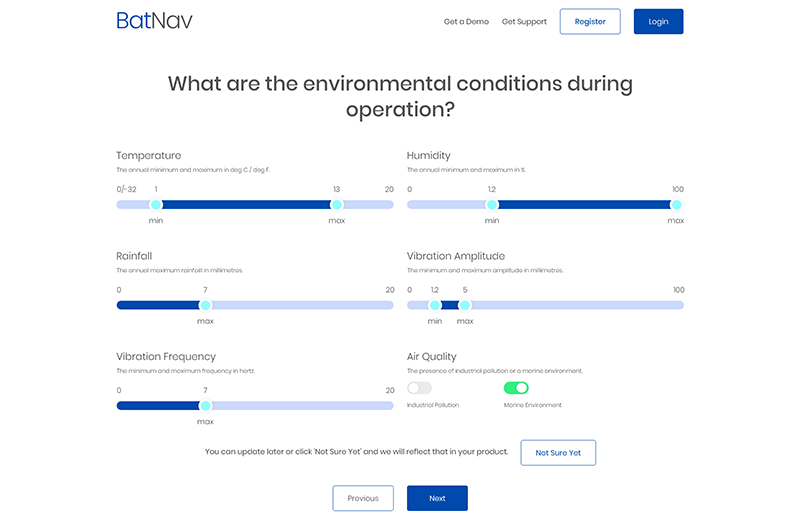 BatNav
Get a Demo
Get Support
Register
Login
What are the environmental conditions during
operation?
Temperature
The annual minimum and maximum in deg C / deg F.
0/-32 1 13 20
min max
Humidity
The annual minimum and maximum in %.
0 1.2 100
min max
Rainfall
The annual maximum rainfall in millimetres.
0 7 20
max
Vibration Amplitude
The minimum and maximum amplitude in millimetres.
0 1.2 5 100
min max
Vibration Frequency
The minimum and maximum frequency in hertz
0 7 20
max
Air Quality
The presence of industrial pollution or a marine environment.
Industrial Pollution
Marine Environment
You can update later or click 'Not Sure Yet' and we will reflect that in your product.
Not Sure Yet
Previous
Next